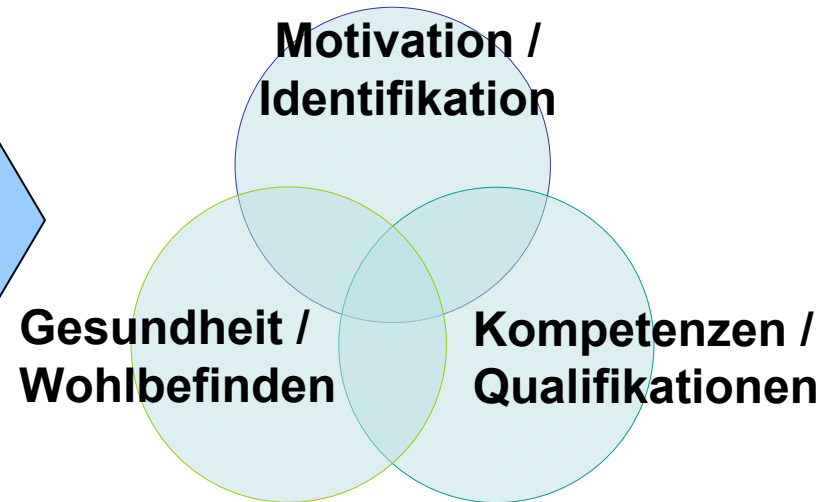 Motivation /
Identifikation
Gesundheit /
Wohlbefinden
Kompetenzen /
Qualifikationen